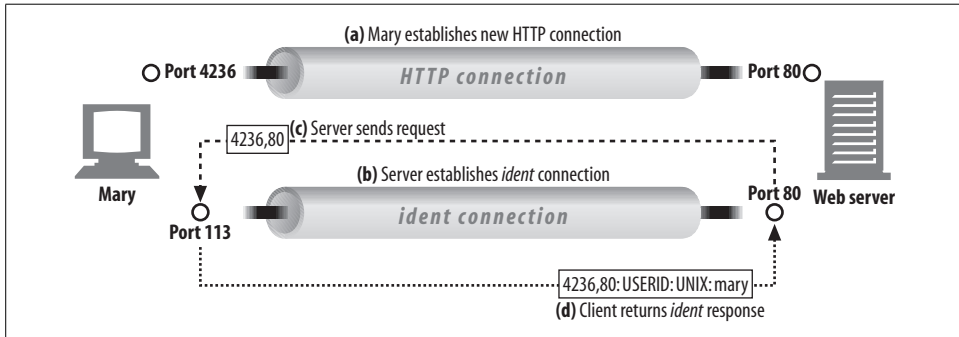 (a) Mary establishes new HTTP connection
Port 4236
HTTP connection
Port 80
(c) Server sends request
4236,80
(b) Server establishes ident connection
Mary
Port 80
Web server
ident connection
Port 113
4236,80: USERID: UNIX: mary
(d) Client returns ident response